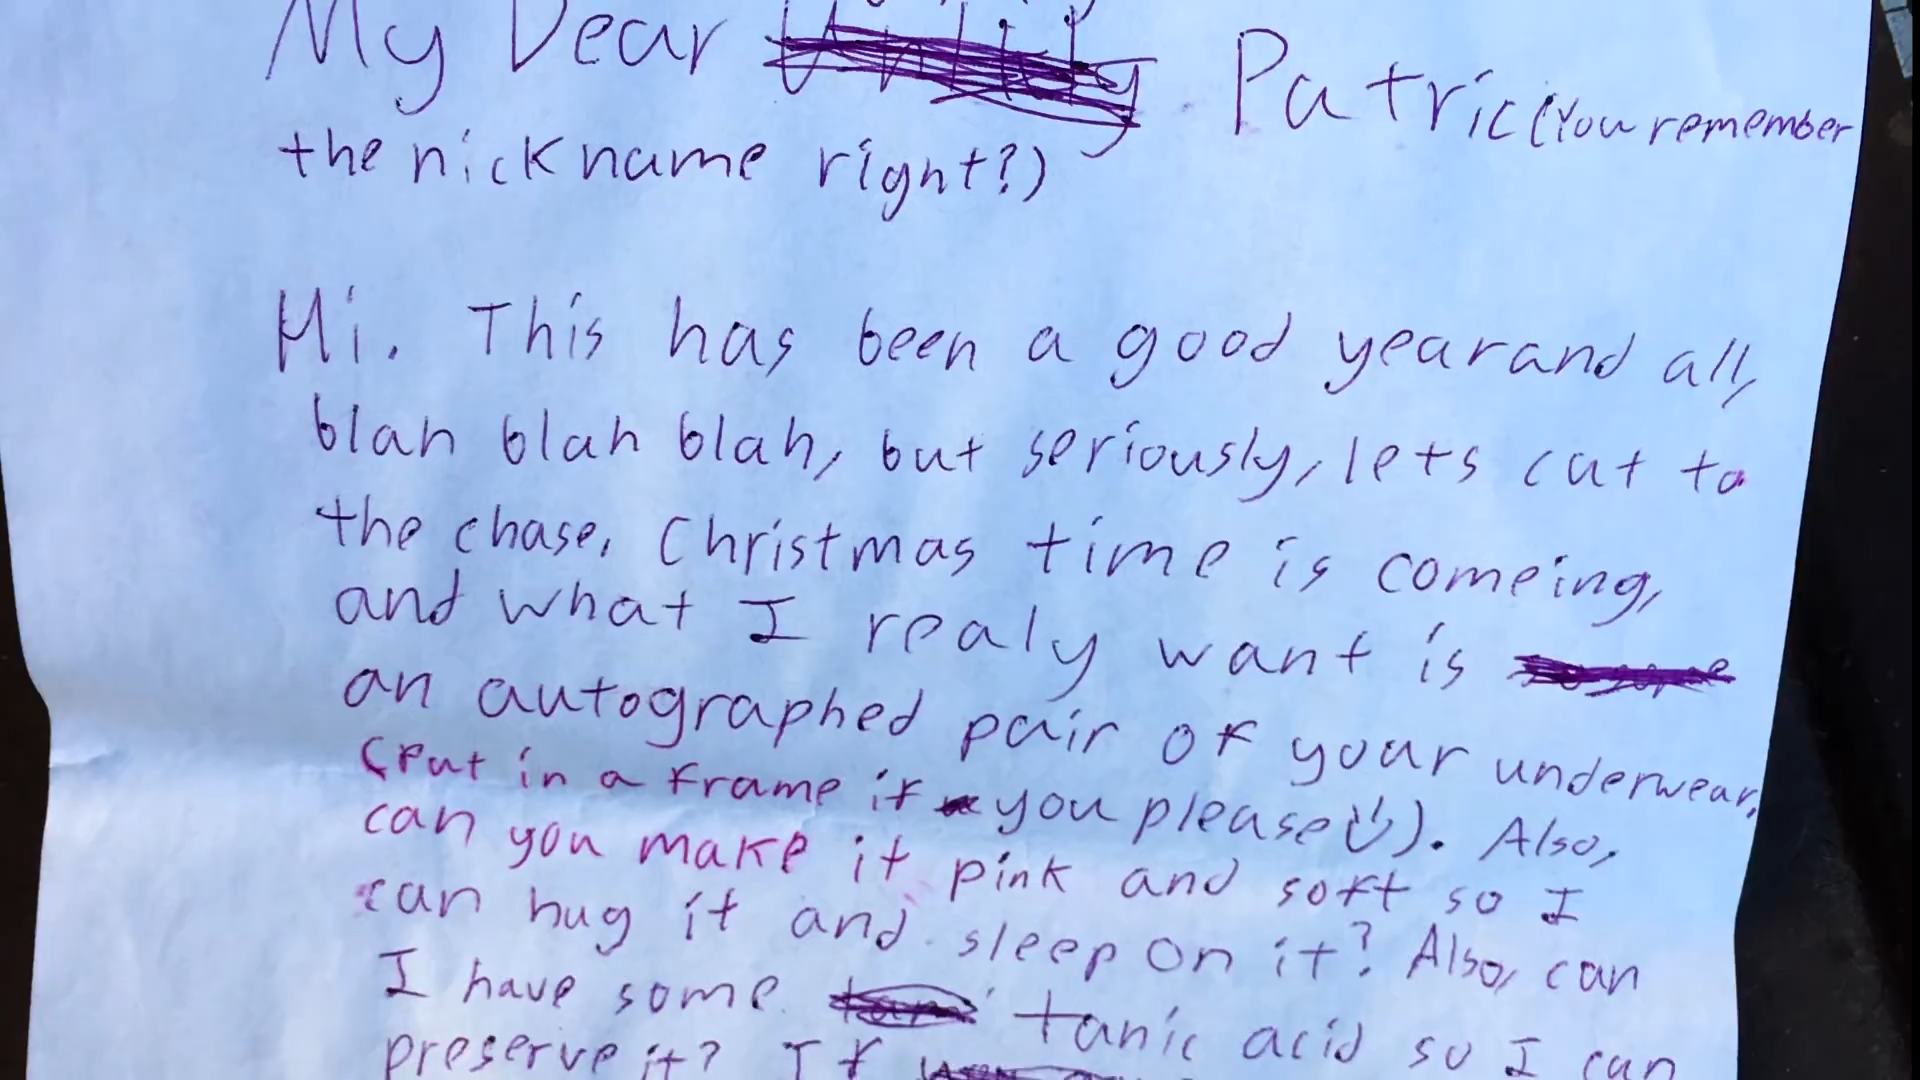 My Dear Patric (You remember
the nickname right?)
Hi. This has been a good year and all,
blah blah blah, but seriously, lets cut to
the chase. Christmas time is comeing,
and what I realy want is
an autographed pair of your underwear,
(Put in a frame if you please). Also,
can you make it pink and soft so I
can hug it and sleep on it? Also, can
I have some tanic acid so I can
preserve it? If